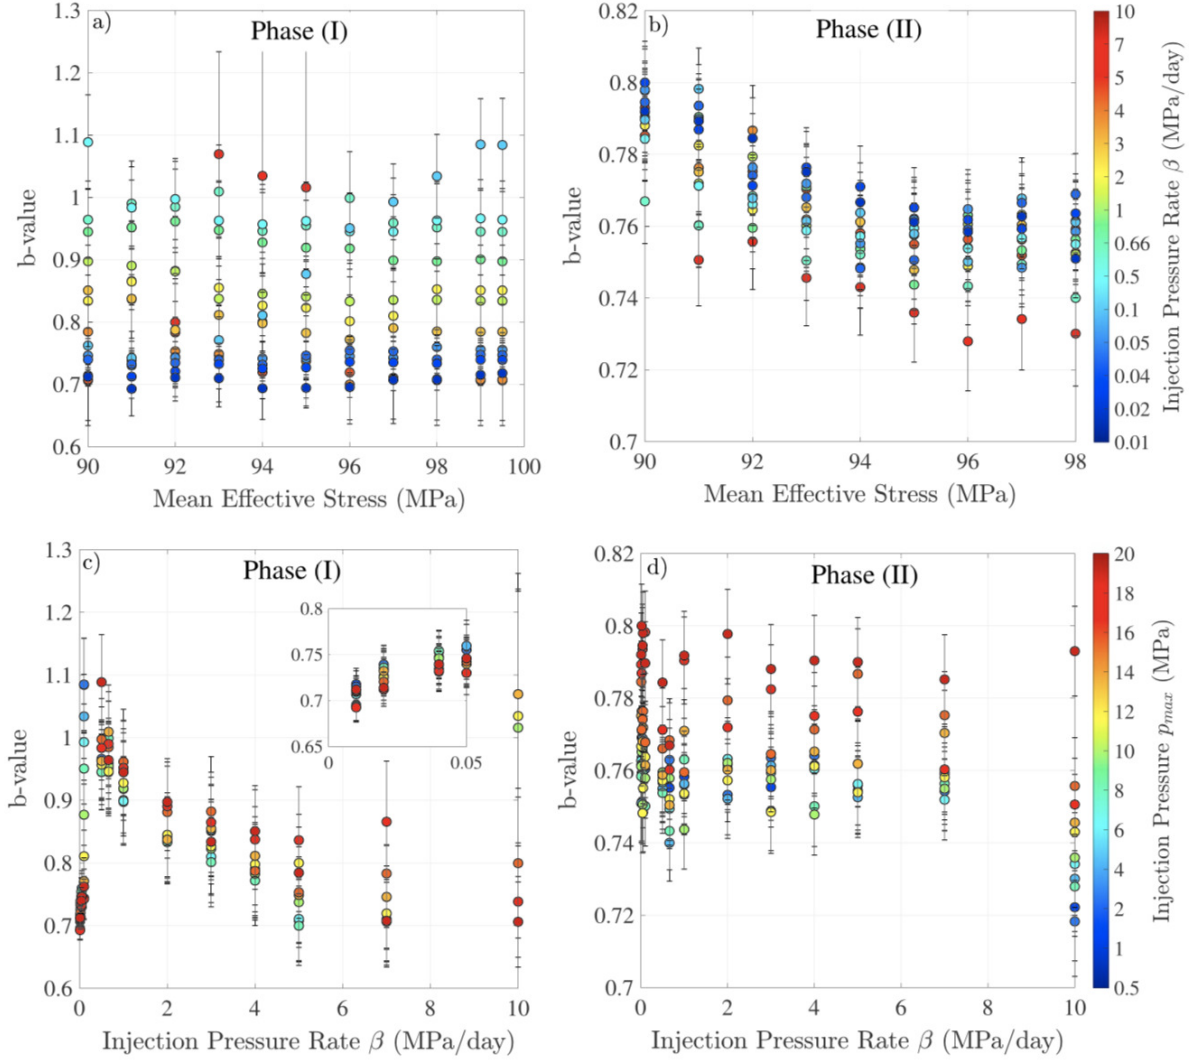 a)
Phase (I)
1.3
1.2
1.1
1
0.9
0.8
0.7
0.6
b-value
90 92 94 96 98 100
Mean Effective Stress (MPa)
b)
Phase (II)
0.82
0.8
0.78
0.76
0.74
0.72
0.7
b-value
90 92 94 96 98
Mean Effective Stress (MPa)
10
7
5
4
3
2
1
0.66
0.5
0.1
0.05
0.04
0.02
0.01
Injection Pressure Rate β (MPa/day)
c)
Phase (I)
1.3
1.2
1.1
1
0.9
0.8
0.7
0.6
b-value
0.8
0.75
0.7
0.65
0 0.05
0 2 4 6 8 10
Injection Pressure Rate β (MPa/day)
d)
Phase (II)
0.82
0.8
0.78
0.76
0.74
0.72
0.7
b-value
0 2 4 6 8 10
Injection Pressure Rate β (MPa/day)
20
18
16
14
12
10
8
6
4
2
1
0.5
Injection Pressure pmax (MPa)